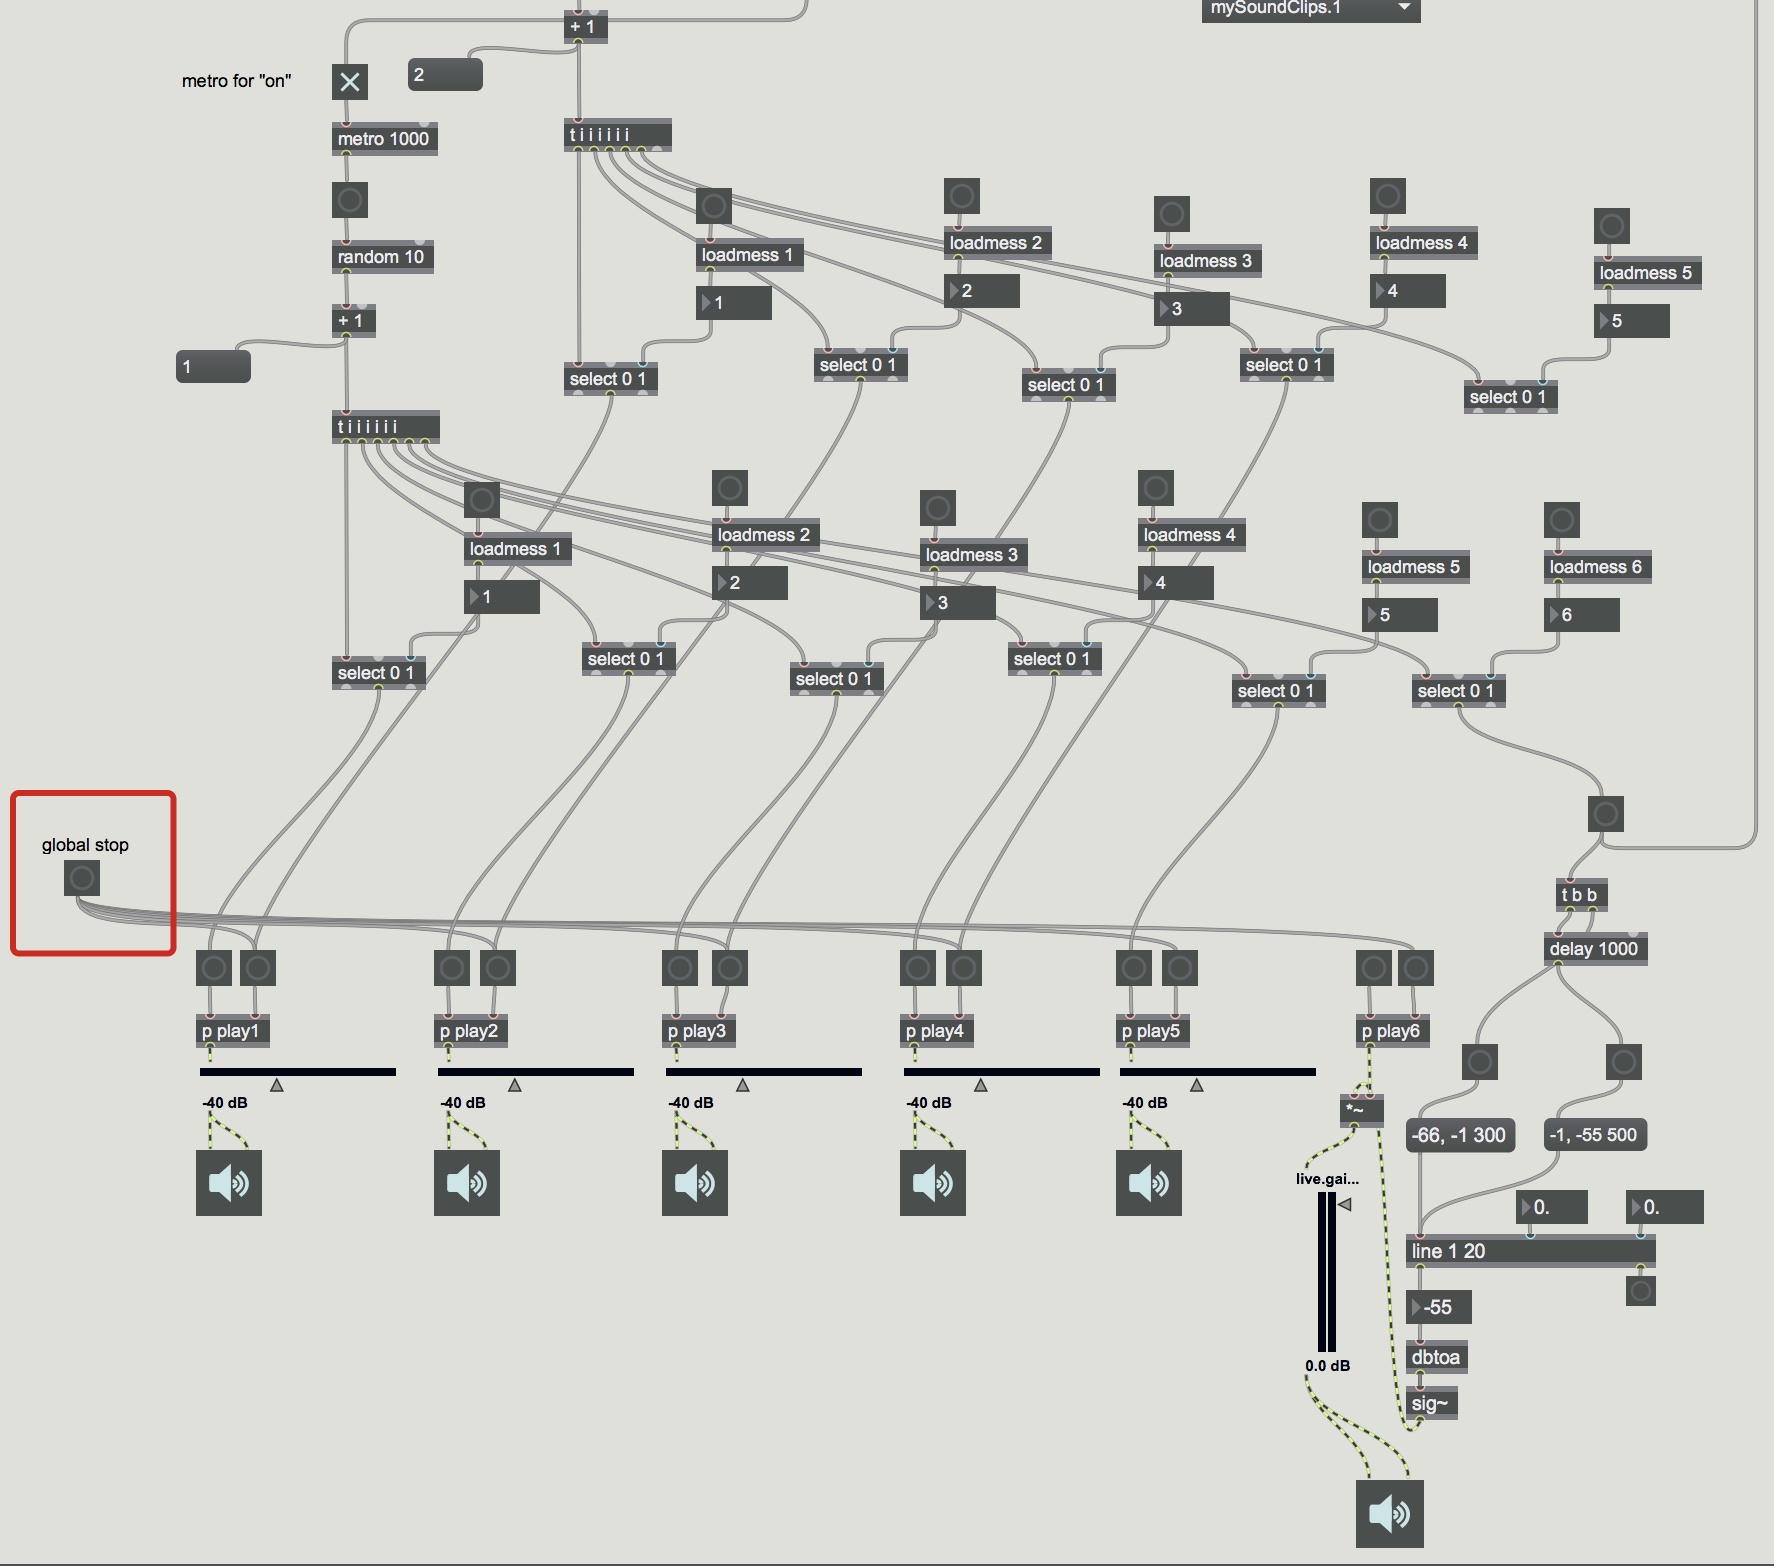 mySoundClips.1
+ 1
2
metro for "on"
metro 1000
t i i i i i i
random 10
loadmess 1
loadmess 2
loadmess 3
loadmess 4
loadmess 5
1
2
3
4
5
+ 1
1
select 0 1
select 0 1
select 0 1
select 0 1
select 0 1
t i i i i i i
loadmess 1
loadmess 2
loadmess 3
loadmess 4
loadmess 5
loadmess 6
1
2
3
4
5
6
select 0 1
select 0 1
select 0 1
select 0 1
select 0 1
select 0 1
global stop
t b b
delay 1000
p play1
p play2
p play3
p play4
p play5
p play6
-40 dB
-40 dB
-40 dB
-40 dB
-40 dB
*~
-66, -1 300
-1, -55 500
live.gai...
0.
0.
line 1 20
-55
dbtoa
0.0 dB
sig~